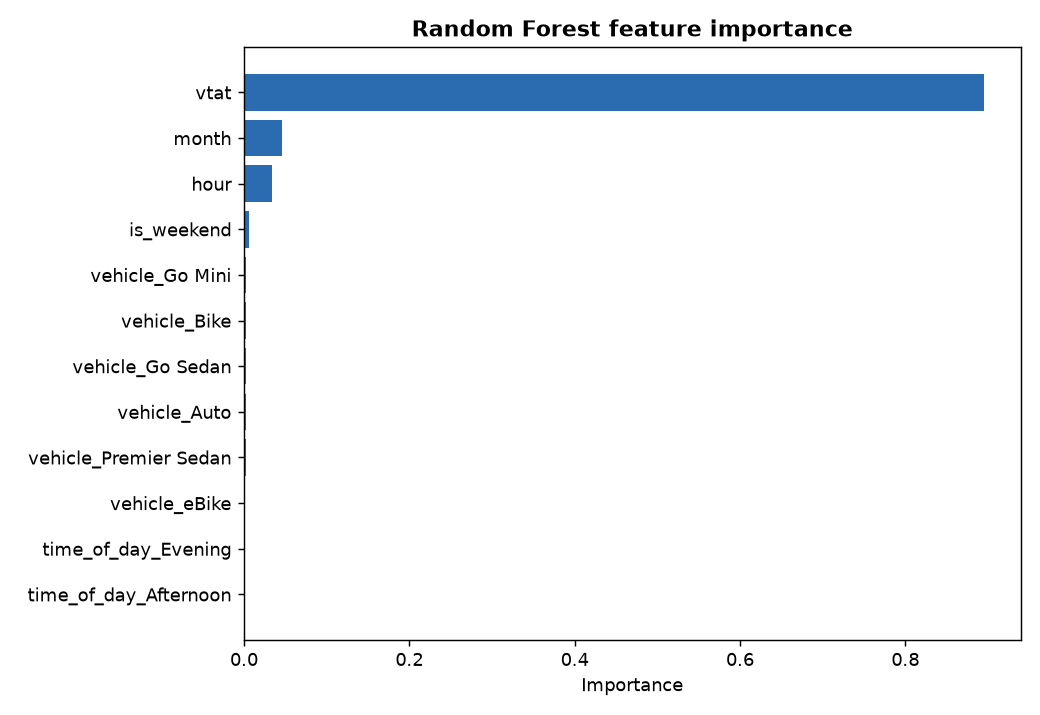 Random Forest feature importance
vtat
month
hour
is_weekend
vehicle_Go Mini
vehicle_Bike
vehicle_Go Sedan
vehicle_Auto
vehicle_Premier Sedan
vehicle_eBike
time_of_day_Evening
time_of_day_Afternoon
0.0 0.2 0.4 0.6 0.8
Importance